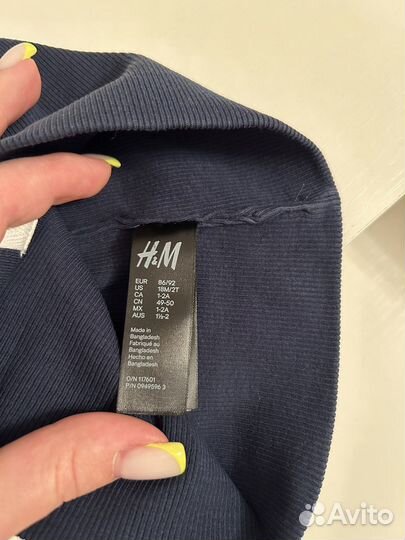 H&M
EUR 86/92
US 18M/2T
CA 1-2A
CN 49-50
MX 1-2A
AUS 1½-2
Made in
Bangladesh
Fabriqué au
Bangladesh
Hecho en
Bangladesh
O/N 117601
P/N 0949596 3
Avito